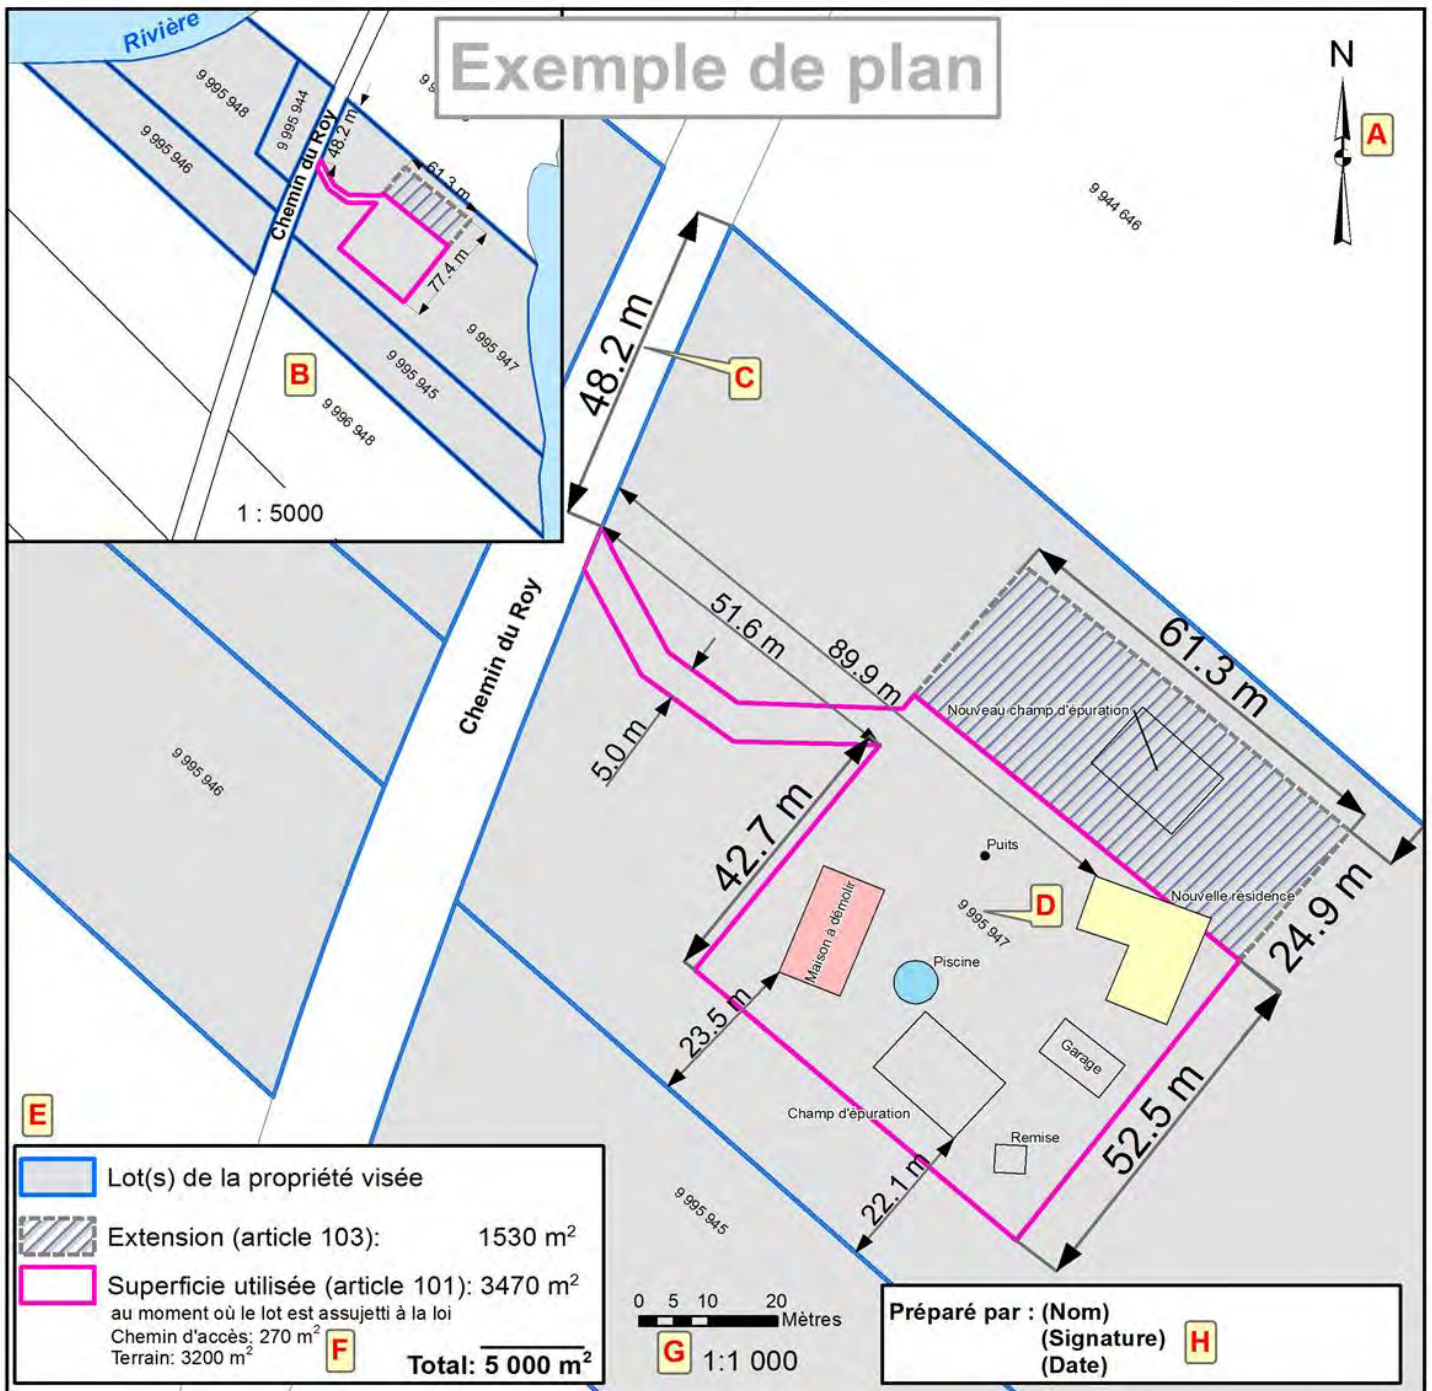 Exemple de plan
Rivière
9 995 948
9 995 944
9 995 946
Chemin du Roy
48.2 m
61.3 m
77.4 m
9 995 947
9 995 945
9 996 948
B
1 : 5000
N
A
9 944 646
48.2 m
C
Chemin du Roy
51.6 m
89.9 m
61.3 m
5.0 m
Nouveau champ d'épuration
42.7 m
Puits
Nouvelle résidence
24.9 m
D
9 995 947
Maison à démolir
Piscine
9 995 946
23.5 m
Garage
52.5 m
Champ d'épuration
Remise
22.1 m
9 995 945
E
Lot(s) de la propriété visée
Extension (article 103): 1530 m²
Superficie utilisée (article 101): 3470 m²
au moment où le lot est assujetti à la loi
Chemin d'accès: 270 m²
Terrain: 3200 m²
F
Total: 5 000 m²
0 5 10 20
Mètres
G
1:1 000
Préparé par : (Nom)
(Signature)
(Date)
H